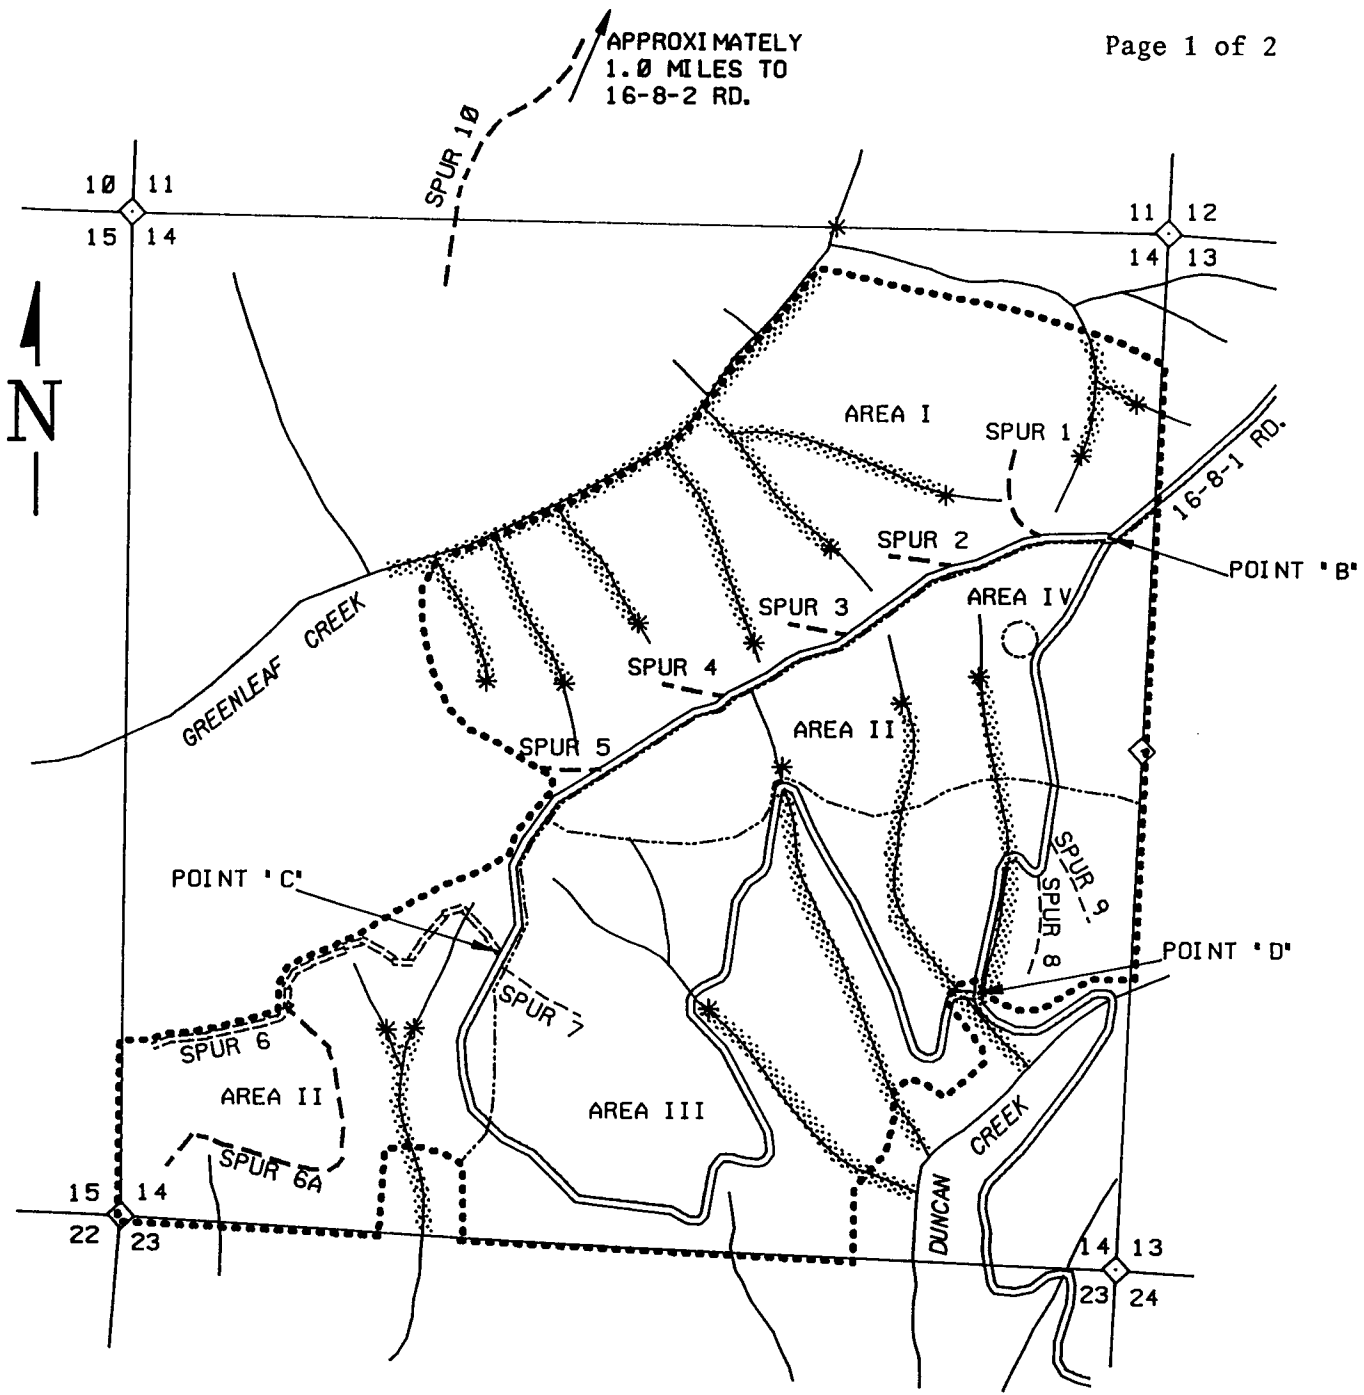 Page 1 of 2
APPROXIMATELY
1.0 MILES TO
16-8-2 RD.
SPUR 10
10 11
15 14
11 12
14 13
N
AREA I
SPUR 1
16-8-1 RD.
SPUR 2
POINT "B"
AREA IV
SPUR 3
GREENLEAF CREEK
SPUR 4
AREA II
SPUR 5
SPUR 9
POINT "C"
SPUR 8
POINT "D"
SPUR 7
SPUR 6
AREA II
AREA III
SPUR 6A
DUNCAN CREEK
15 14
22 23
14 13
23 24